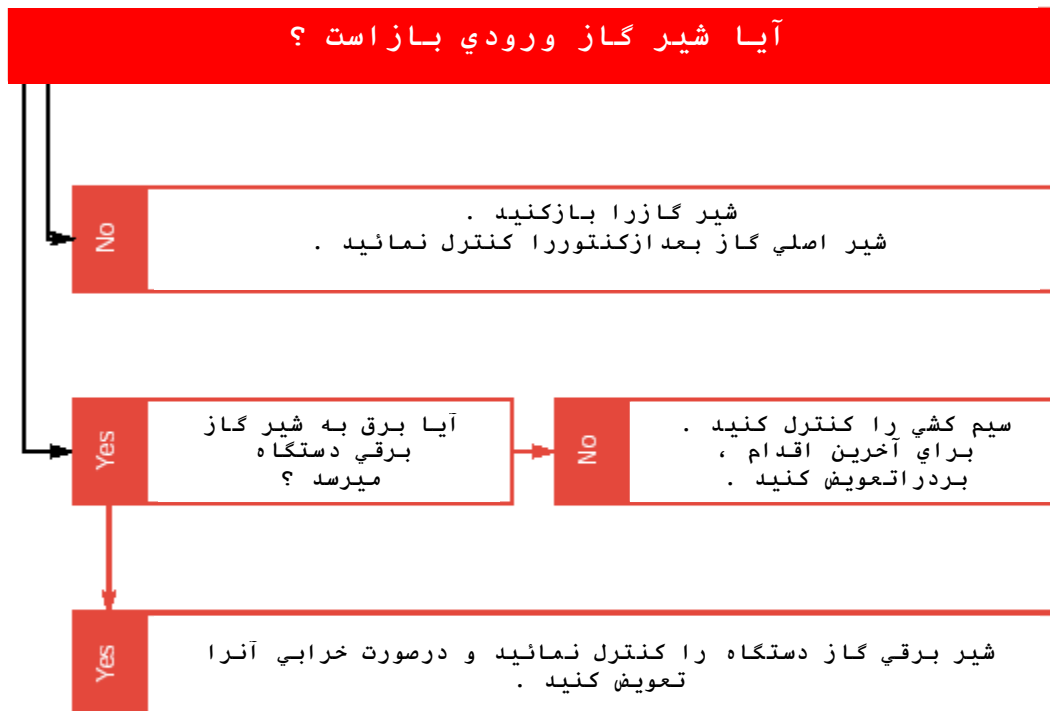 آيا شير گاز ورودي بازاست ؟
No
شير گازرا بازكنيد .
شير اصلي گاز بعدازكنتوررا كنترل نمائيد .
Yes
آيا برق به شير گاز
برقي دستگاه
ميرسد ؟
No
سيم كشي را كنترل كنيد .
براي آخرين اقدام ،
بردراتعويض كنيد .
Yes
شير برقي گاز دستگاه را كنترل نمائيد و درصورت خرابي آنرا
تعويض كنيد .